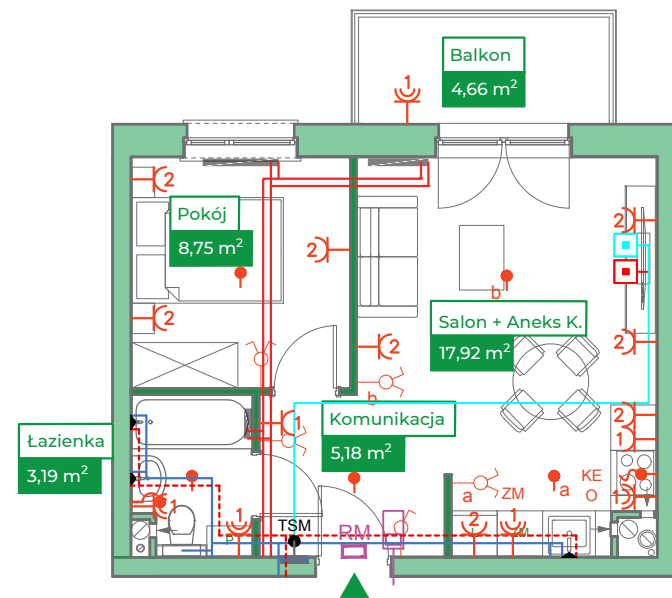 1
Balkon
4,66 m²
2
2
Pokój
8,75 m²
2
2
b
Salon + Aneks K.
17,92 m²
2
2
2
b
Komunikacja
5,18 m²
1
2
1
Łazienka
3,19 m²
KE
O
a
ZM
a
1
1
1
P
TSM
RM
2
1